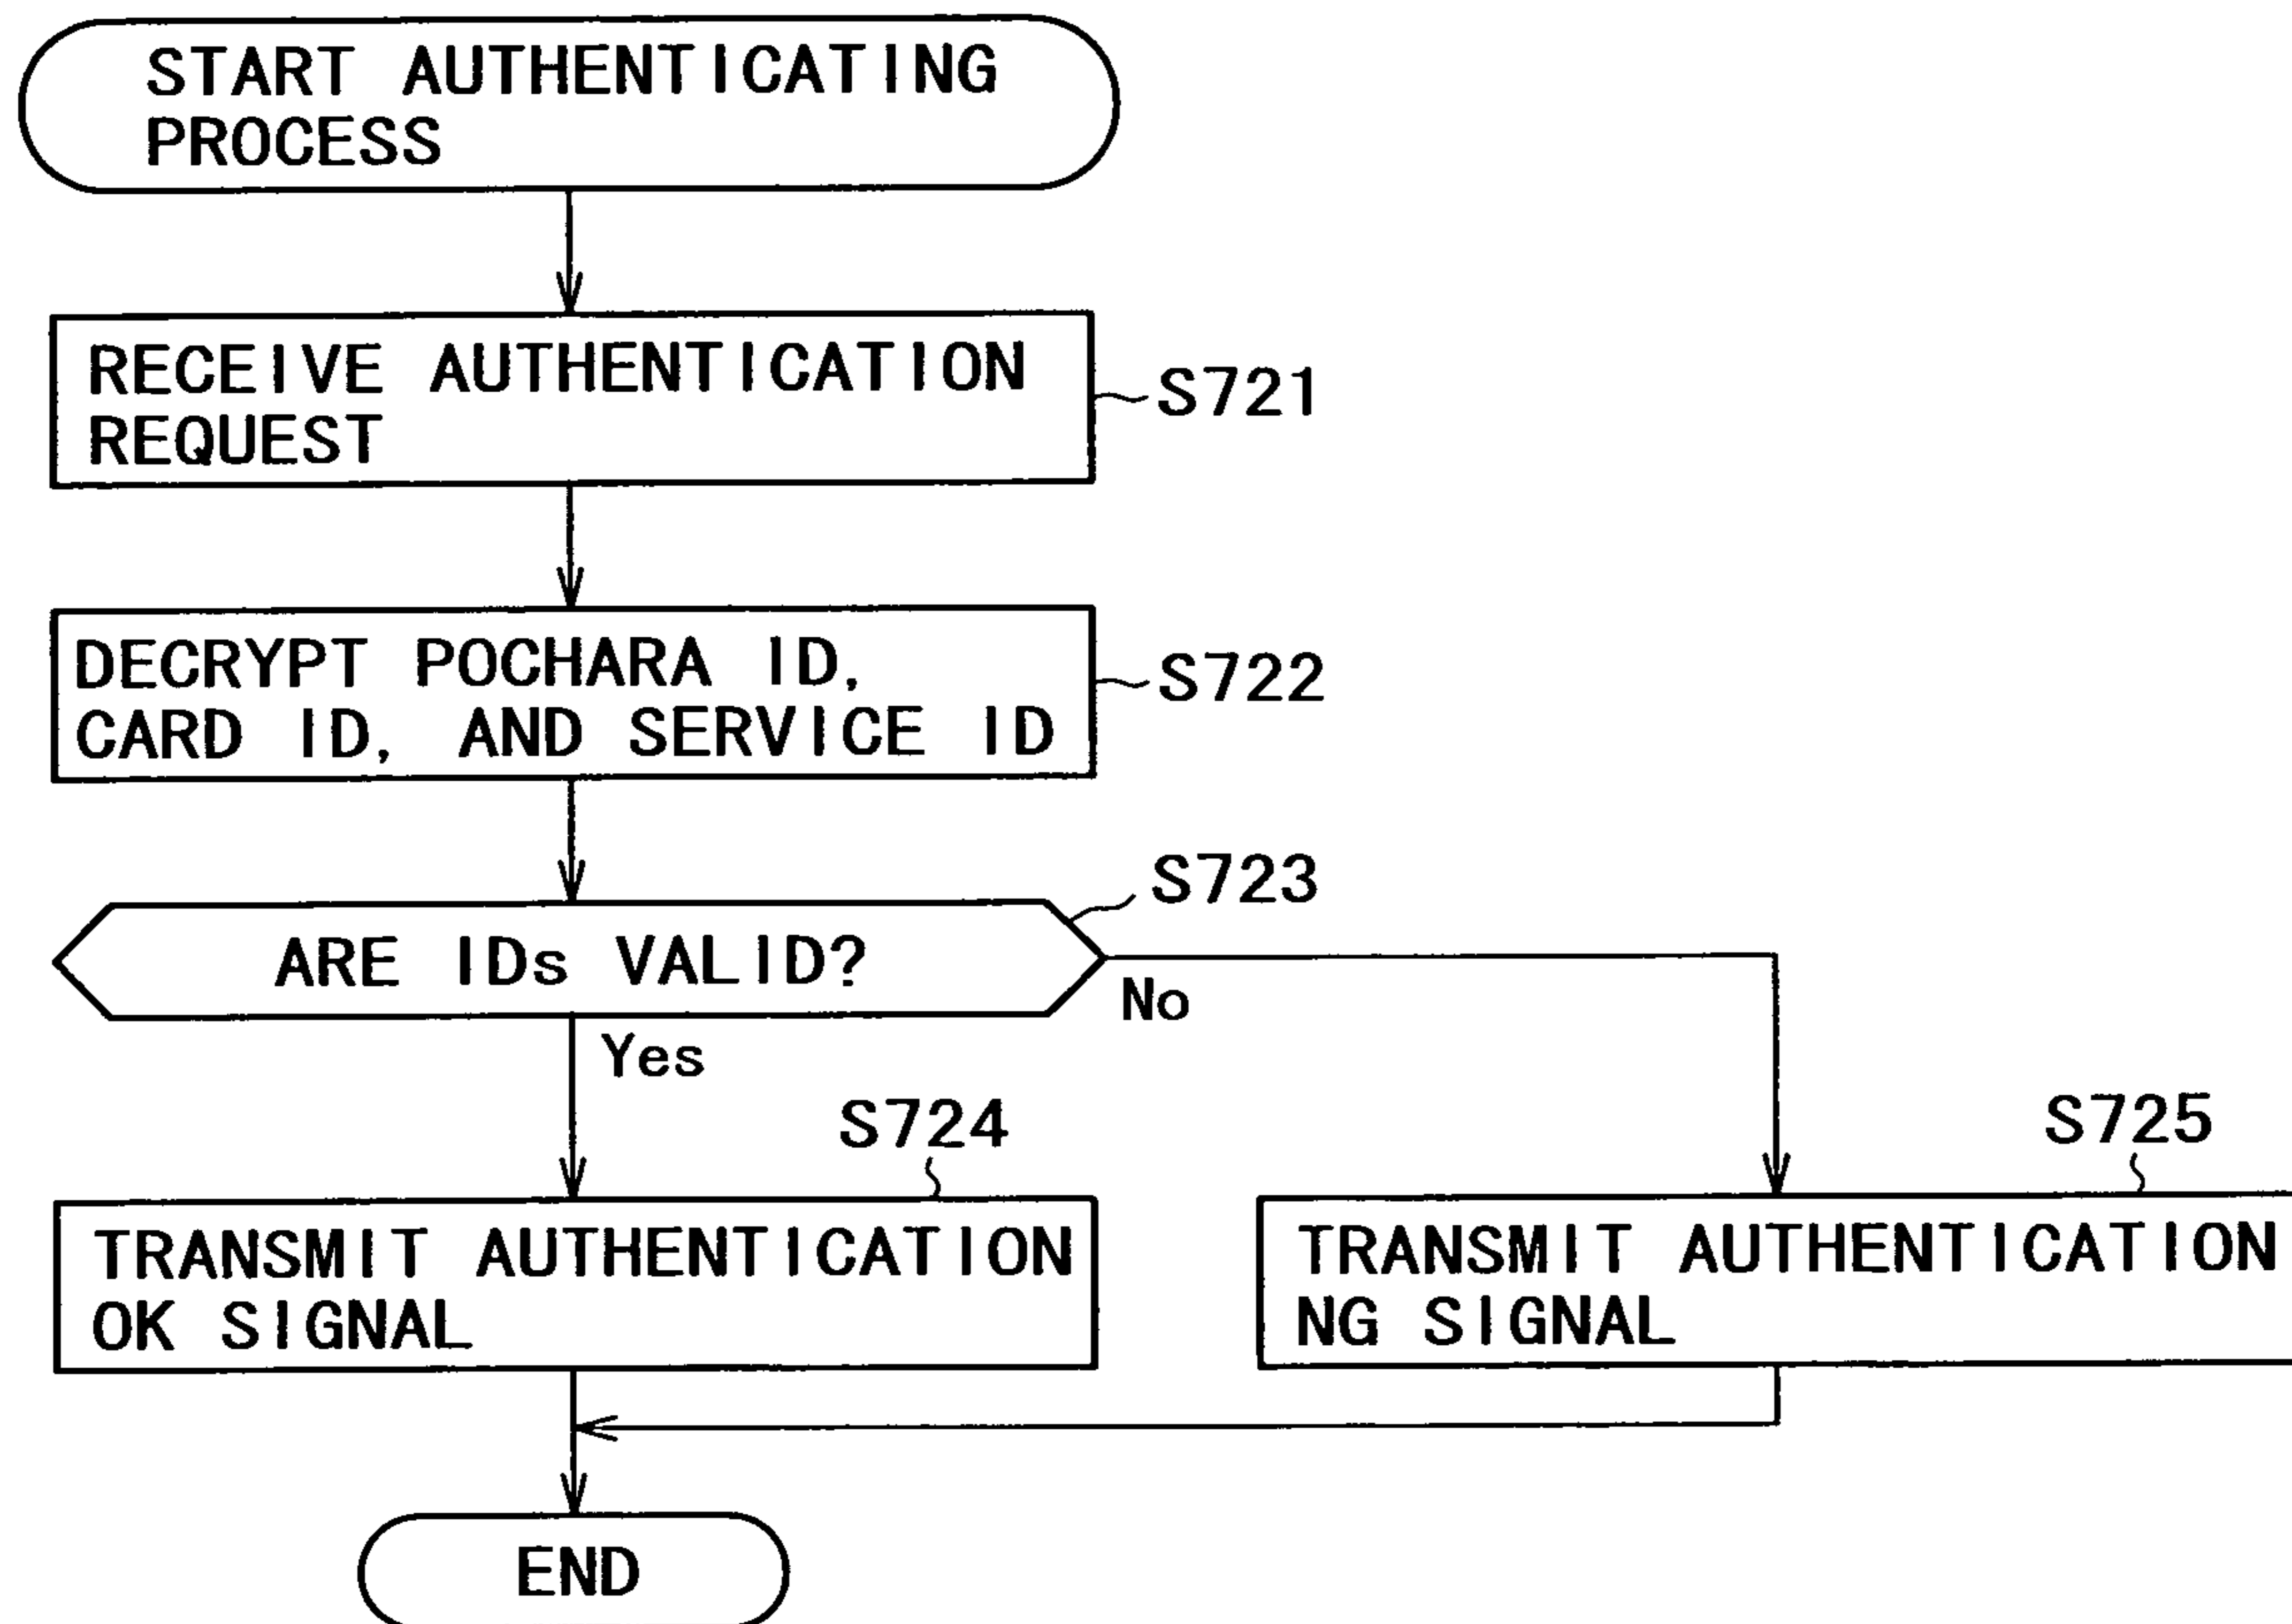 START AUTHENTICATING
PROCESS
RECEIVE AUTHENTICATION
REQUEST
S721
DECRYPT POCHARA ID,
CARD ID, AND SERVICE ID
S722
S723
ARE IDs VALID?
No
Yes
S724
S725
TRANSMIT AUTHENTICATION
OK SIGNAL
TRANSMIT AUTHENTICATION
NG SIGNAL
END